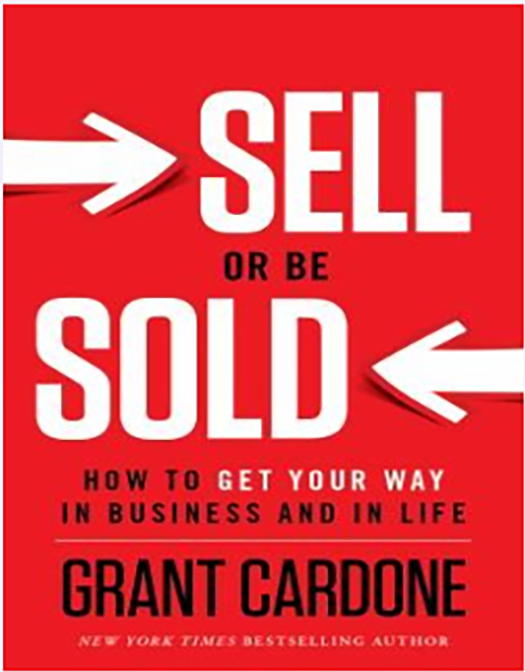 SELL
OR BE
SOLD
HOW TO GET YOUR WAY
IN BUSINESS AND IN LIFE
GRANT CARDONE
NEW YORK TIMES BESTSELLING AUTHOR